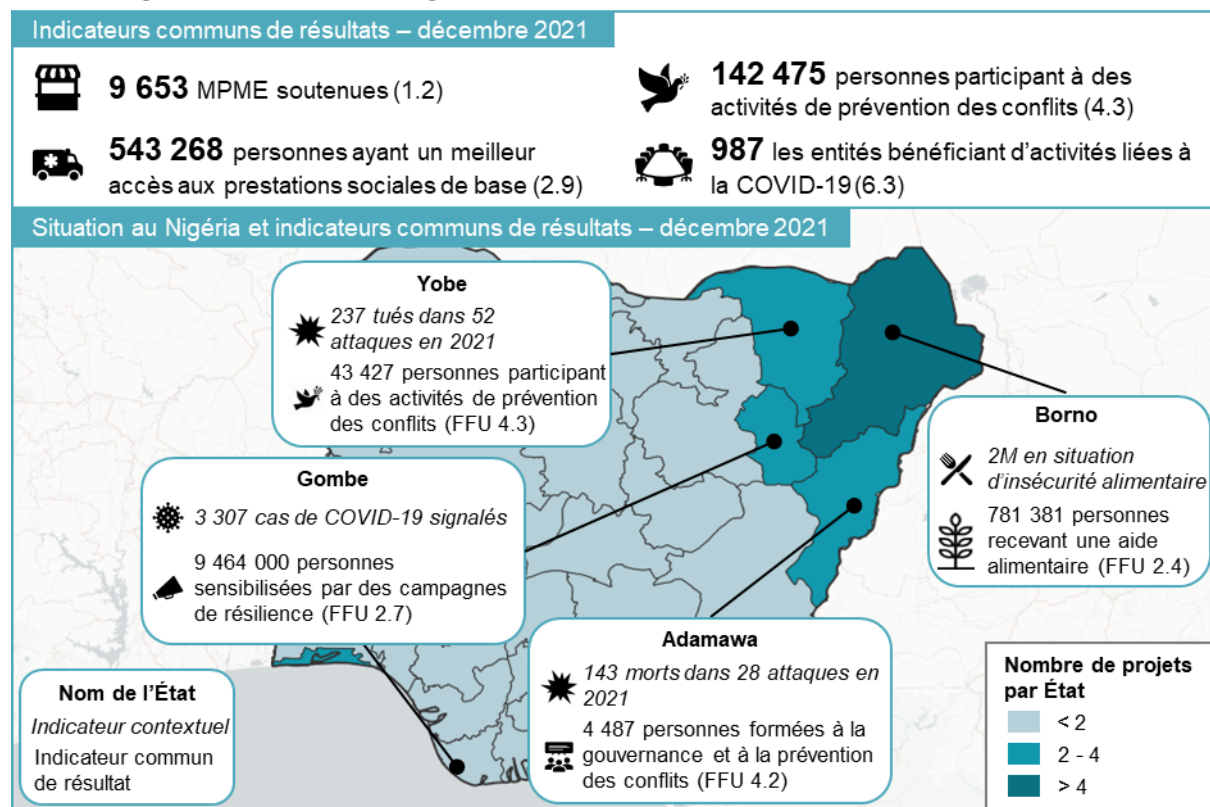 Indicateurs communs de résultats – décembre 2021
9 653 MPME soutenues (1.2)
142 475 personnes participant à des
activités de prévention des conflits (4.3)
543 268 personnes ayant un meilleur
accès aux prestations sociales de base (2.9)
987 les entités bénéficiant d'activités liées à
la COVID-19 (6.3)
Situation au Nigéria et indicateurs communs de résultats – décembre 2021
Yobe
237 tués dans 52
attaques en 2021
43 427 personnes participant
à des activités de prévention
des conflits (FFU 4.3)
Borno
2M en situation
d'insécurité alimentaire
781 381 personnes
recevant une aide
alimentaire (FFU 2.4)
Gombe
3 307 cas de COVID-19 signalés
9 464 000 personnes
sensibilisées par des campagnes
de résilience (FFU 2.7)
Adamawa
143 morts dans 28 attaques en
2021
4 487 personnes formées à la
gouvernance et à la prévention
des conflits (FFU 4.2)
Nom de l'État
Indicateur contextuel
Indicateur commun
de résultat
Nombre de projets
par État
< 2
2 - 4
> 4